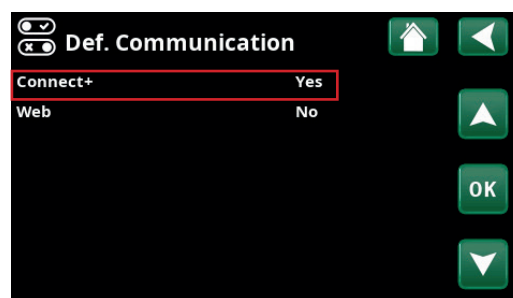 Def. Communication
Connect+ Yes
Web No
OK